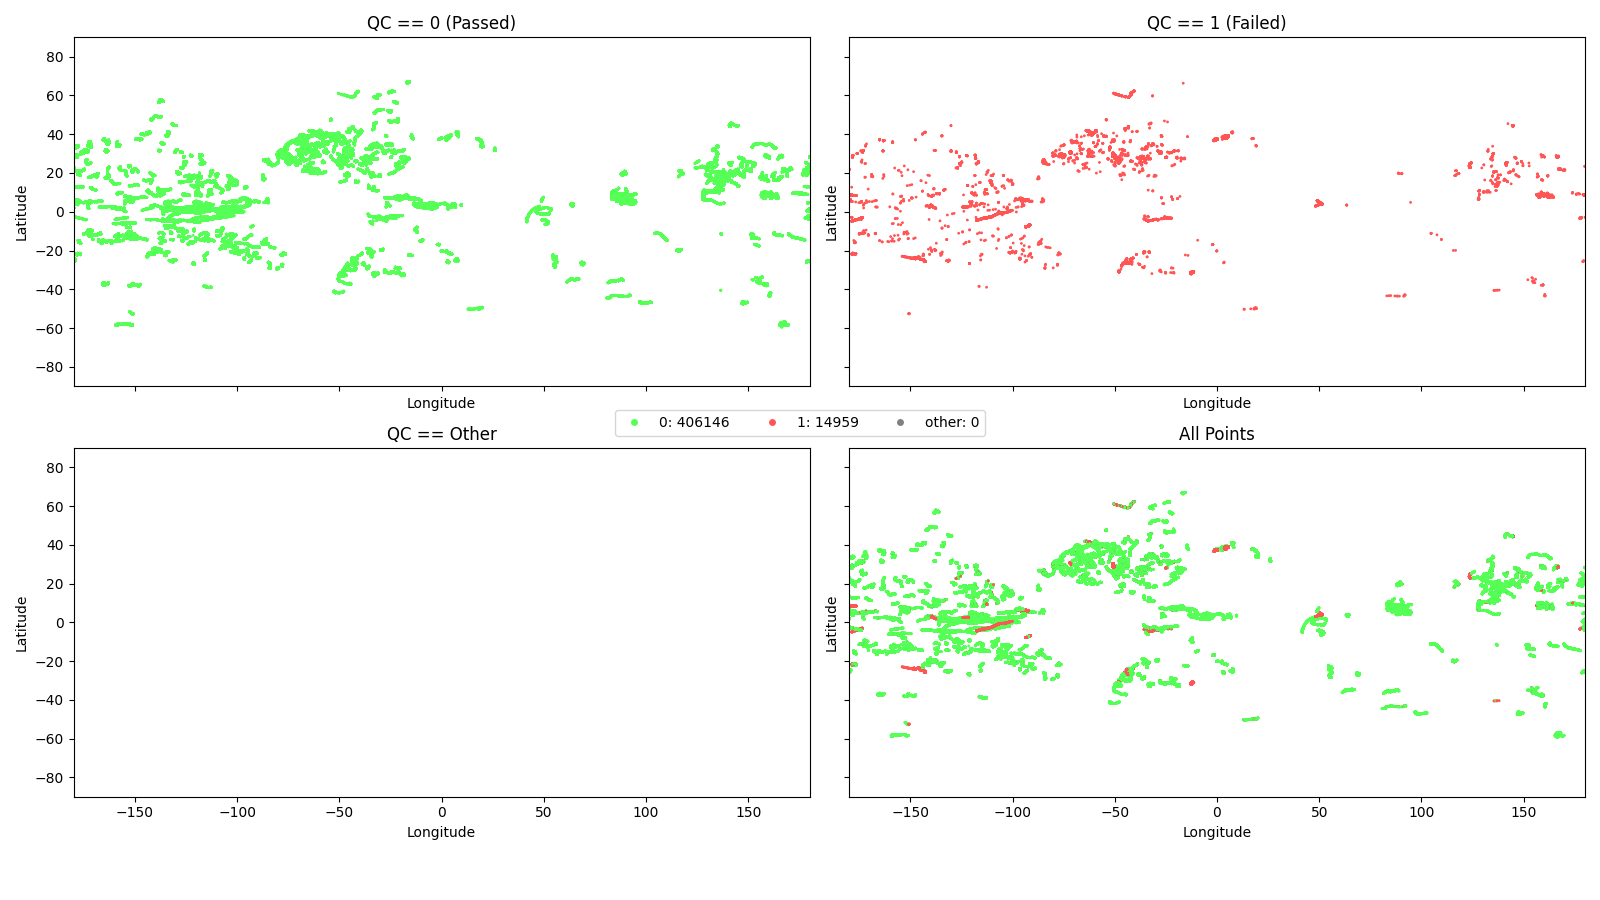 QC == 0 (Passed)
QC == 1 (Failed)
80
60
40
20
0
−20
−40
−60
−80
Latitude
Latitude
Longitude
Longitude
0: 406146
1: 14959
other: 0
QC == Other
All Points
80
60
40
20
0
−20
−40
−60
−80
Latitude
Latitude
−150
−100
−50
0
50
100
150
−150
−100
−50
0
50
100
150
Longitude
Longitude